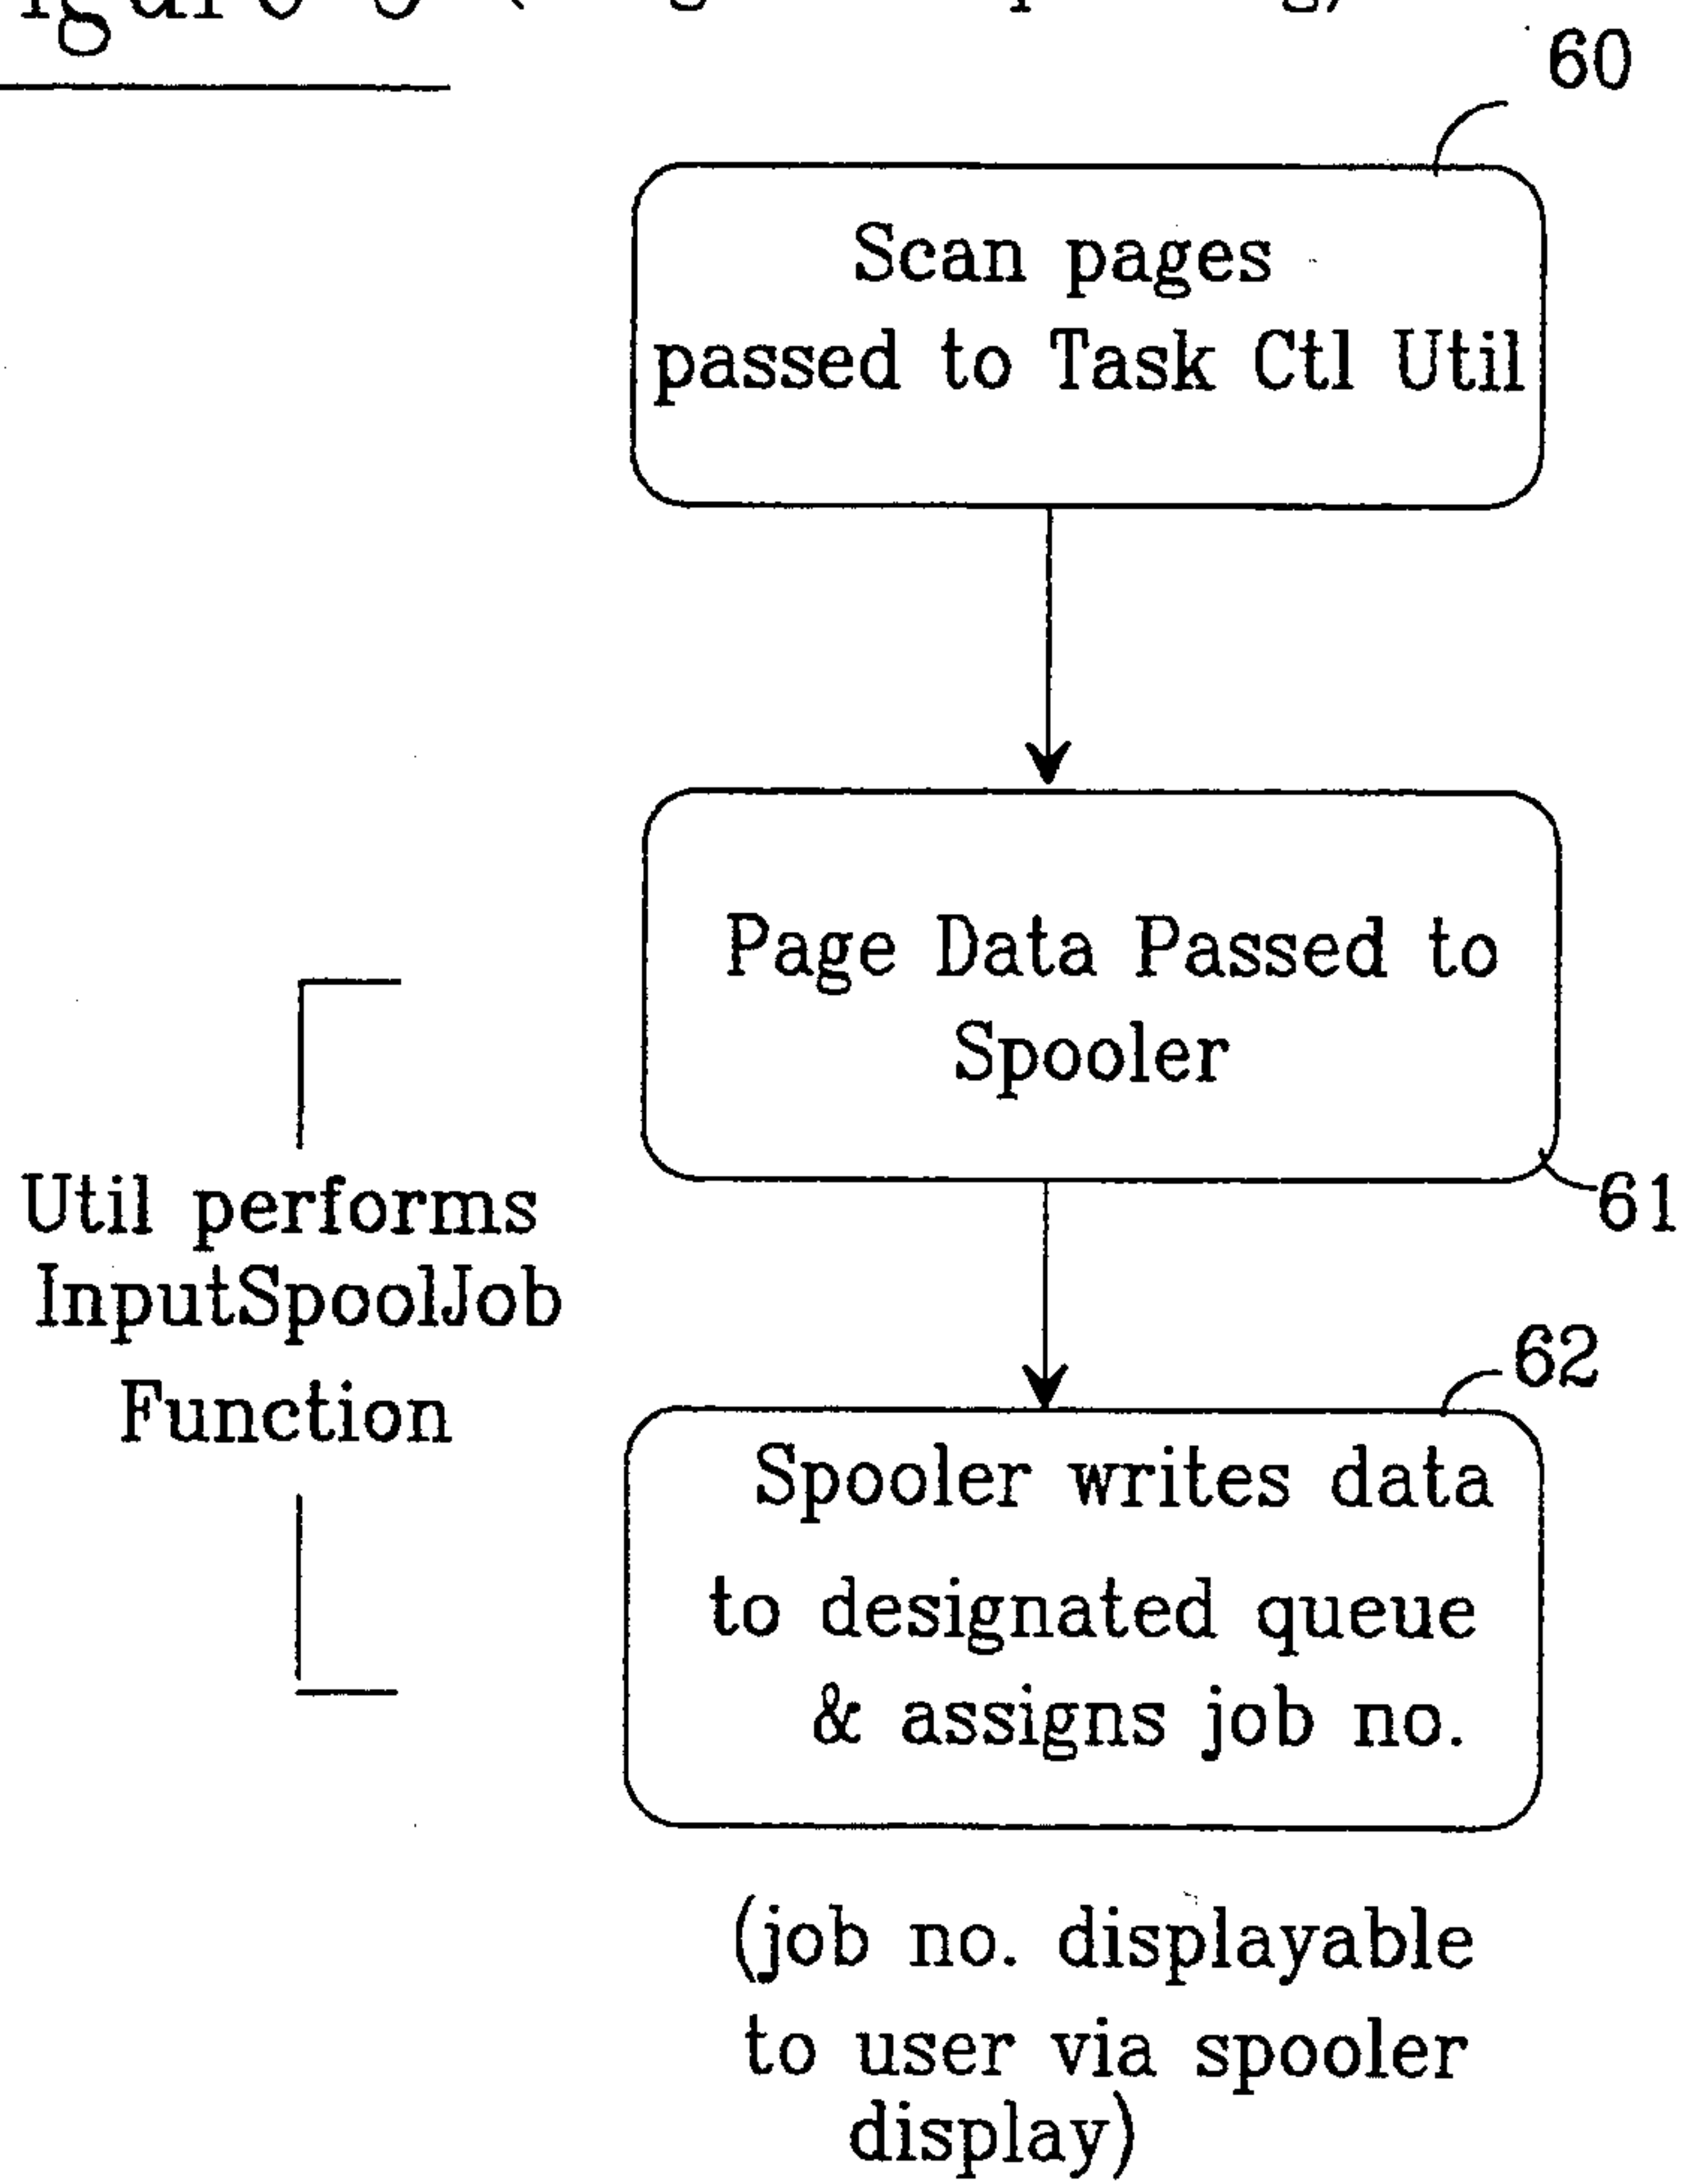 60
Scan pages
passed to Task Ctl Util
Page Data Passed to
Spooler
61
Util performs
InputSpoolJob
Function
62
Spooler writes data
to designated queue
& assigns job no.
(job no. displayable
to user via spooler
display)